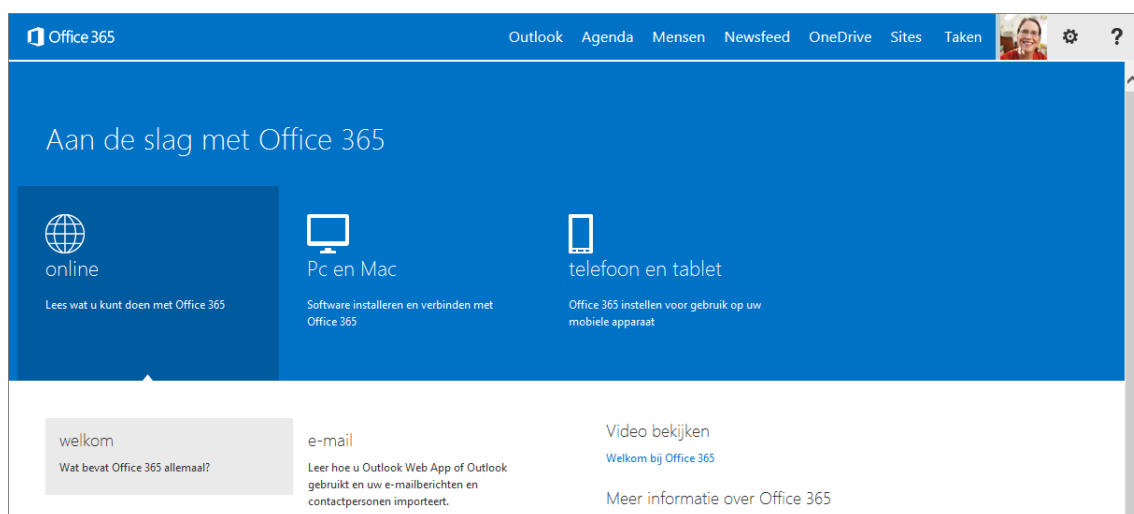 Office 365
Outlook Agenda Mensen Newsfeed OneDrive Sites Taken ?
Aan de slag met Office 365
online
Lees wat u kunt doen met Office 365
Pc en Mac
Software installeren en verbinden met
Office 365
telefoon en tablet
Office 365 instellen voor gebruik op uw
mobiele apparaat
welkom
Wat bevat Office 365 allemaal?
e-mail
Leer hoe u Outlook Web App of Outlook
gebruikt en uw e-mailberichten en
contactpersonen importeert.
Video bekijken
Welkom bij Office 365
Meer informatie over Office 365